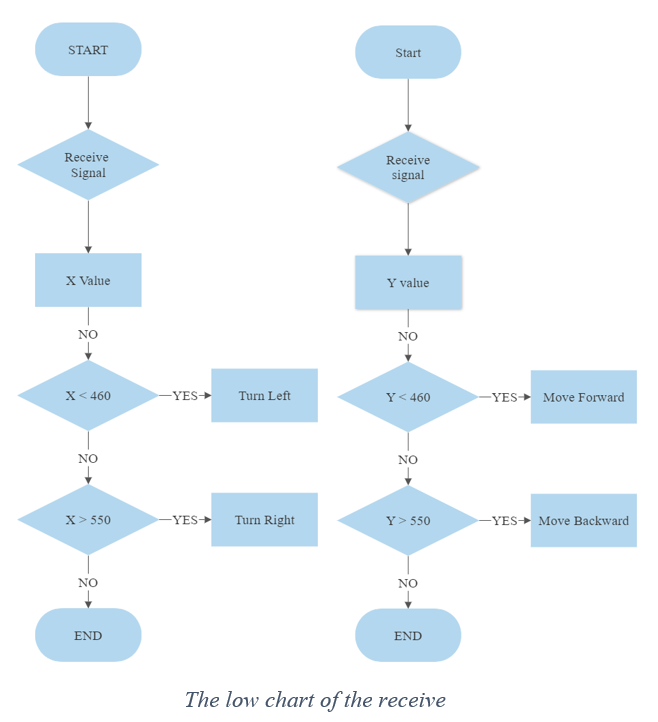 START
Receive
Signal
X Value
NO
X < 460
YES
Turn Left
NO
X > 550
YES
Turn Right
NO
END
Start
Receive
signal
Y value
NO
Y < 460
YES
Move Forward
NO
Y > 550
YES
Move Backward
NO
END
The low chart of the receive